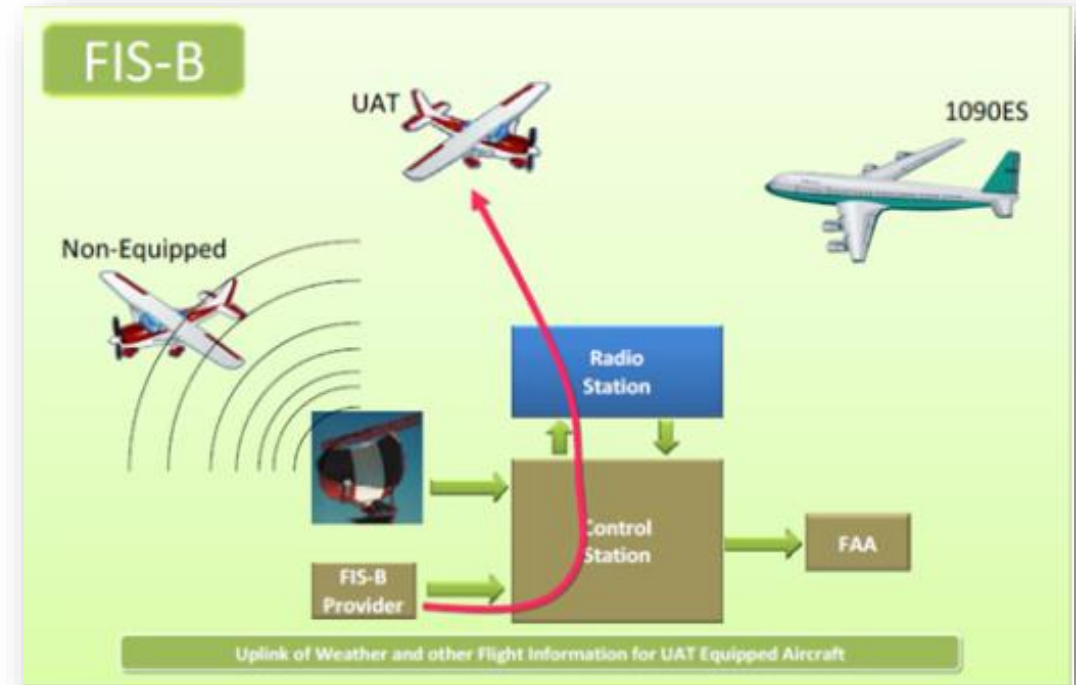 FIS-B
UAT
1090ES
Non-Equipped
Radio
Station
Control
Station
FAA
FIS-B
Provider
Uplink of Weather and other Flight Information for UAT Equipped Aircraft